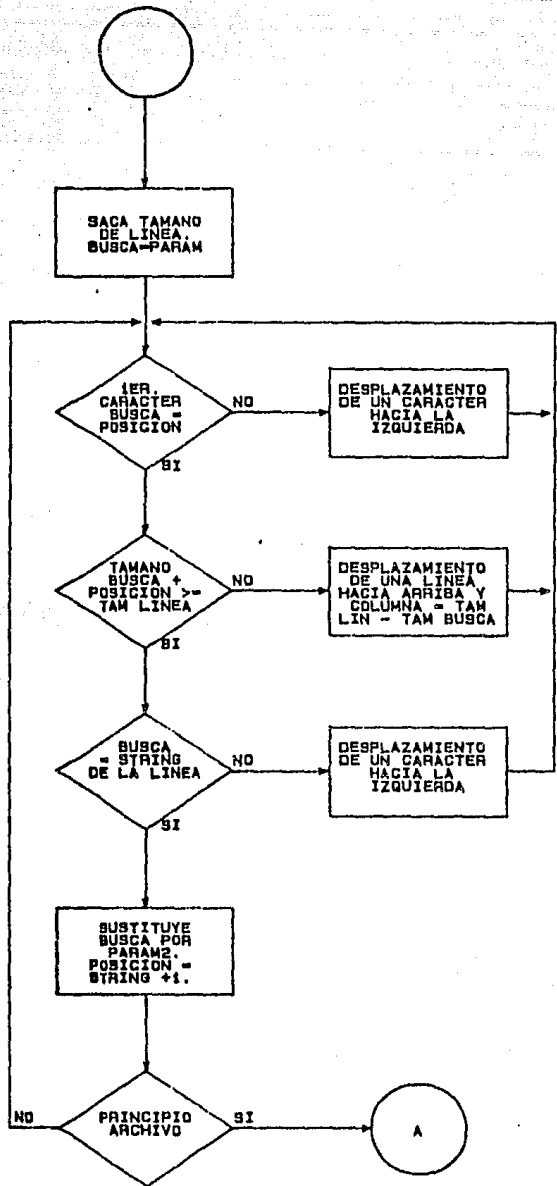 SACA TAMANO
DE LINEA.
BUSCA=PARAM
1ER.
CARACTER
BUSCA =
POSICION
NO
SI
DESPLAZAMIENTO
DE UN CARACTER
HACIA LA
IZQUIERDA
TAMANO
BUSCA +
POSICION >=
TAM LINEA
NO
SI
DESPLAZAMIENTO
DE UNA LINEA
HACIA ARRIBA Y
COLUMNA = TAM
LIN - TAM BUSCA
BUSCA
= STRING
DE LA LINEA
NO
SI
DESPLAZAMIENTO
DE UN CARACTER
HACIA LA
IZQUIERDA
SUSTITUYE
BUSCA POR
PARAM2.
POSICION =
STRING +1.
NO
PRINCIPIO
ARCHIVO
SI
A